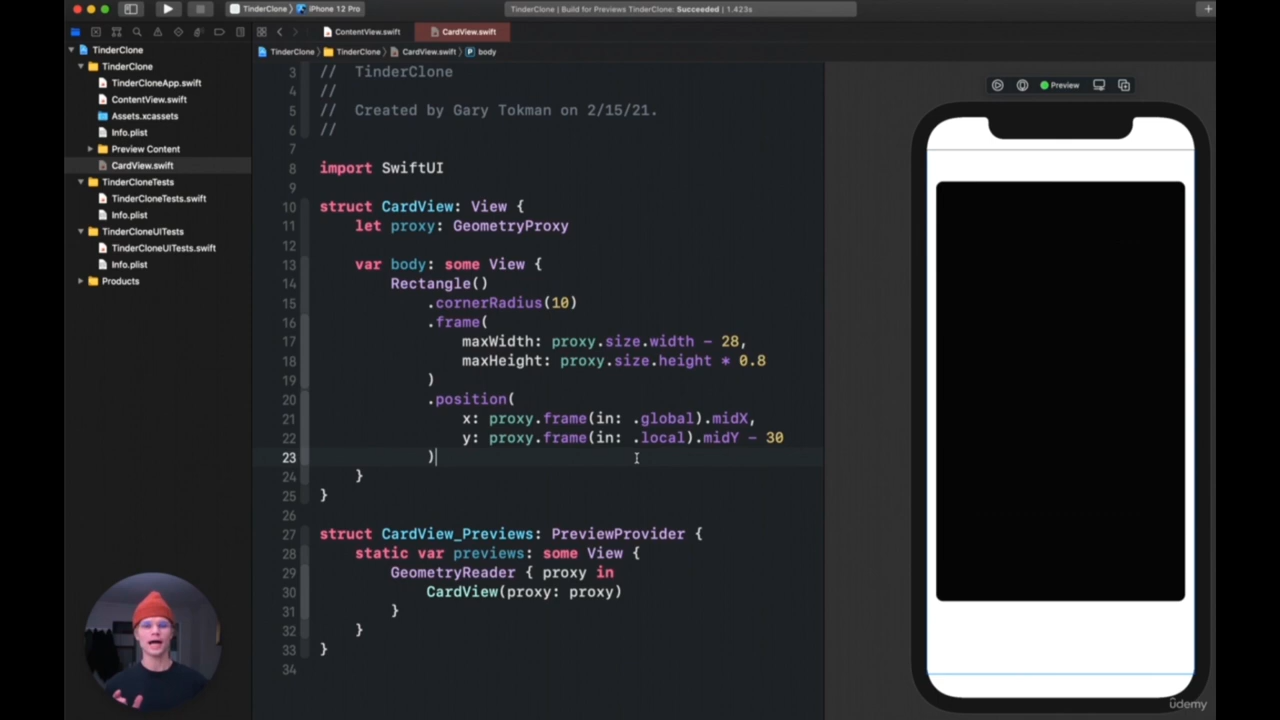 TinderClone
iPhone 12 Pro
TinderClone | Build for Previews TinderClone: Succeeded | 1.423s
ContentView.swift
CardView.swift
TinderClone
TinderClone
CardView.swift
body
TinderClone
TinderClone
TinderCloneApp.swift
ContentView.swift
Assets.xcassets
Info.plist
Preview Content
CardView.swift
TinderCloneTests
TinderCloneTests.swift
Info.plist
TinderCloneUITests
TinderCloneUITests.swift
Info.plist
Products
3 // TinderClone
4 //
5 // Created by Gary Tokman on 2/15/21.
6 //
7
8 import SwiftUI
9
10 struct CardView: View {
11 let proxy: GeometryProxy
12
13 var body: some View {
14 Rectangle()
15 .cornerRadius(10)
16 .frame(
17 maxWidth: proxy.size.width - 28,
18 maxHeight: proxy.size.height * 0.8
19 )
20 .position(
21 x: proxy.frame(in: .global).midX,
22 y: proxy.frame(in: .local).midY - 30
23 )
24 }
25 }
26
27 struct CardView_Previews: PreviewProvider {
28 static var previews: some View {
29 GeometryReader { proxy in
30 CardView(proxy: proxy)
31 }
32 }
33 }
34
Preview
udemy